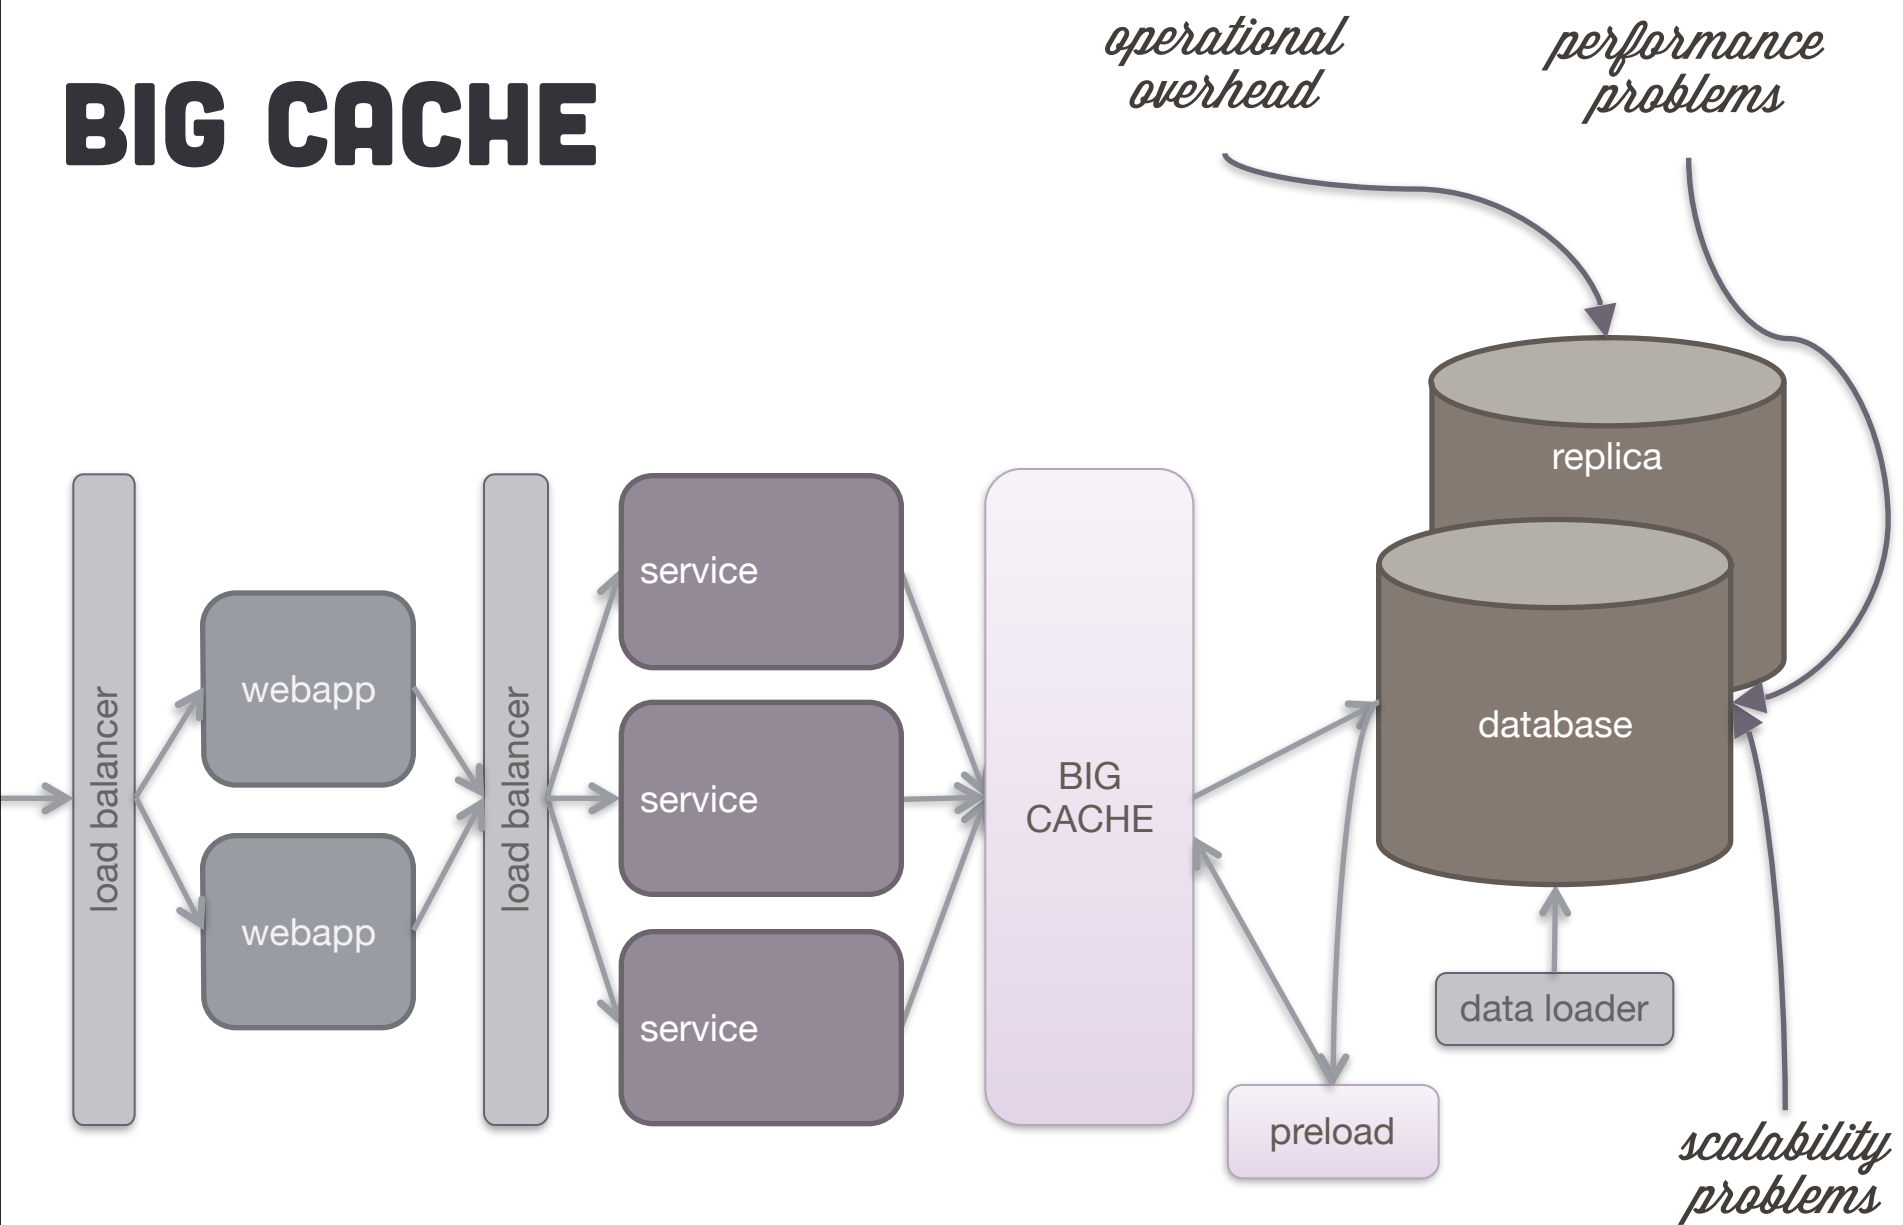 operational
overhead
performance
problems
BIG CACHE
replica
service
load balancer
webapp
load balancer
database
BIG
CACHE
service
webapp
data loader
service
preload
scalability
problems